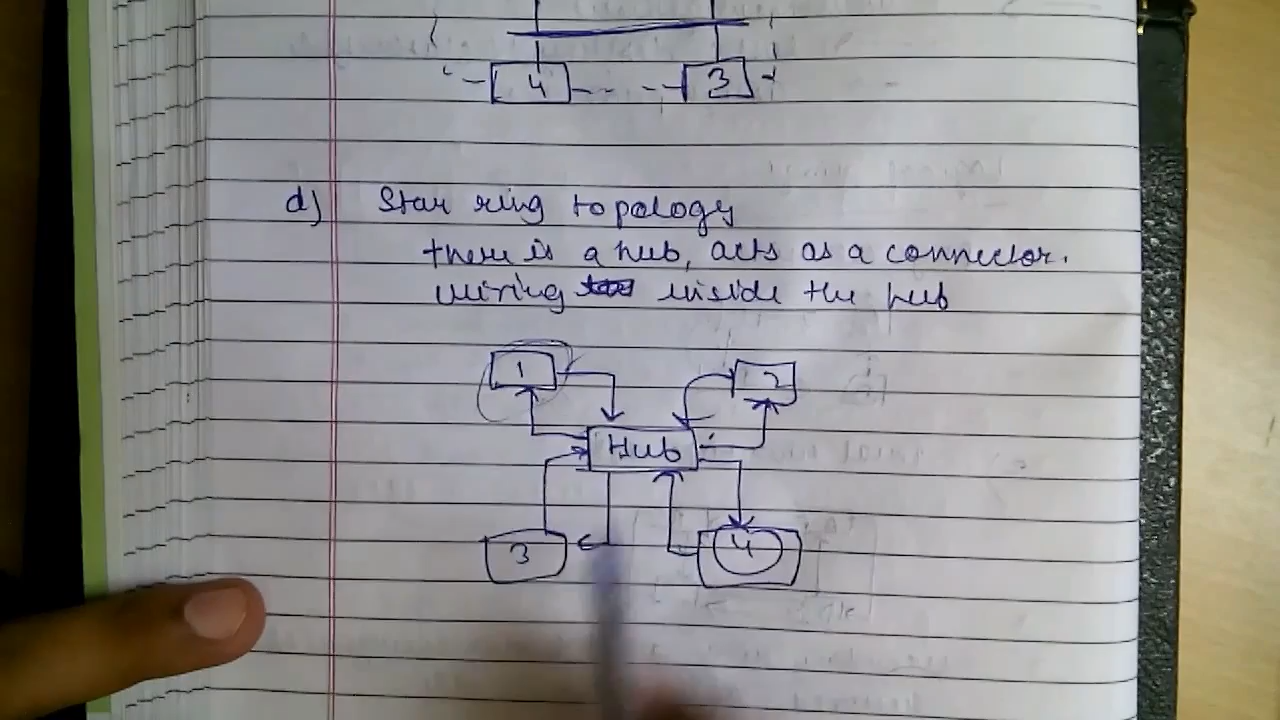 4 3
d) Star ring topology
there is a hub, acts as a connector.
wiring inside the hub
1 2
Hub
3 4